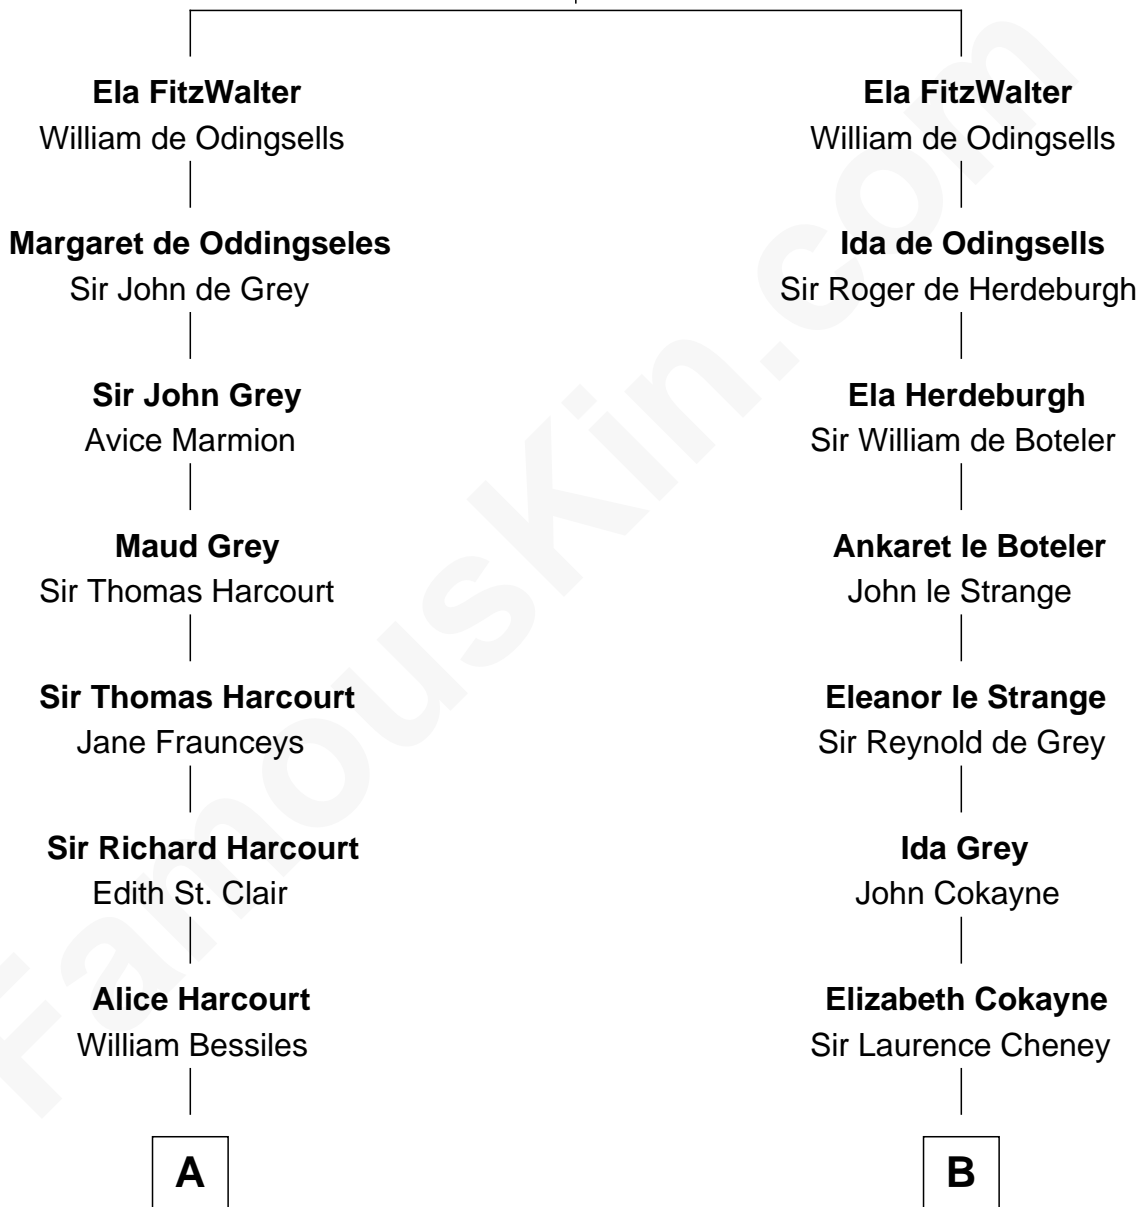 Ela FitzWalter
William de Odingsells
Margaret de Oddingseles
Sir John de Grey
Sir John Grey
Avice Marmion
Maud Grey
Sir Thomas Harcourt
Sir Thomas Harcourt
Jane Fraunceys
Sir Richard Harcourt
Edith St. Clair
Alice Harcourt
William Bessiles
A
Ela FitzWalter
William de Odingsells
Ida de Odingsells
Sir Roger de Herdeburgh
Ela Herdeburgh
Sir William de Boteler
Ankaret le Boteler
John le Strange
Eleanor le Strange
Sir Reynold de Grey
Ida Grey
John Cokayne
Elizabeth Cokayne
Sir Laurence Cheney
B
FamousKin.com